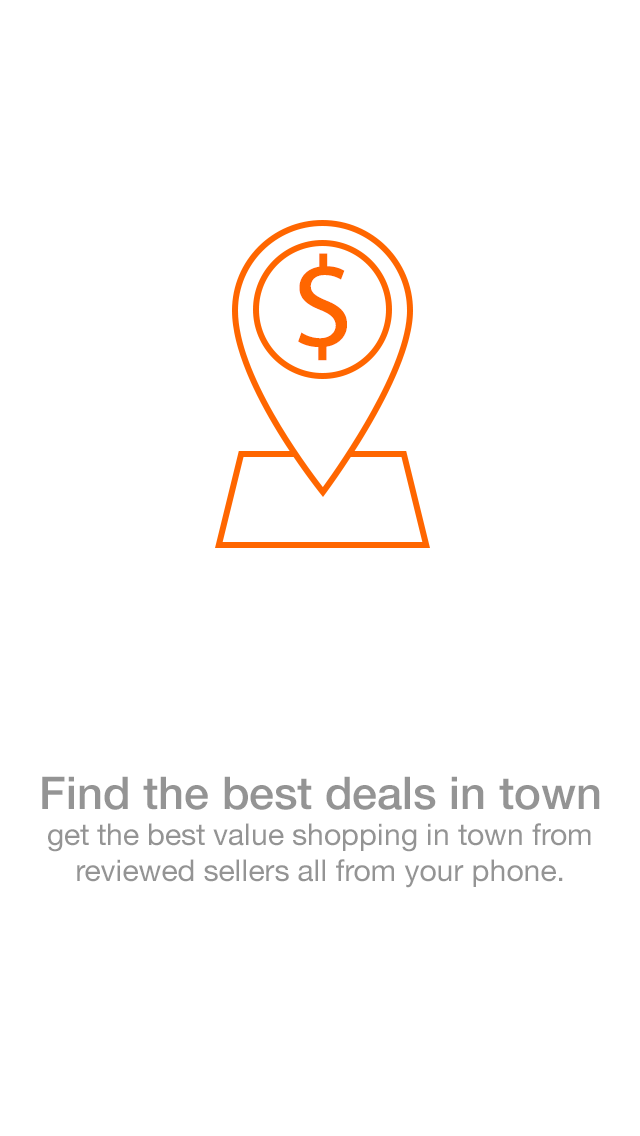 $
Find the best deals in town
get the best value shopping in town from
reviewed sellers all from your phone.